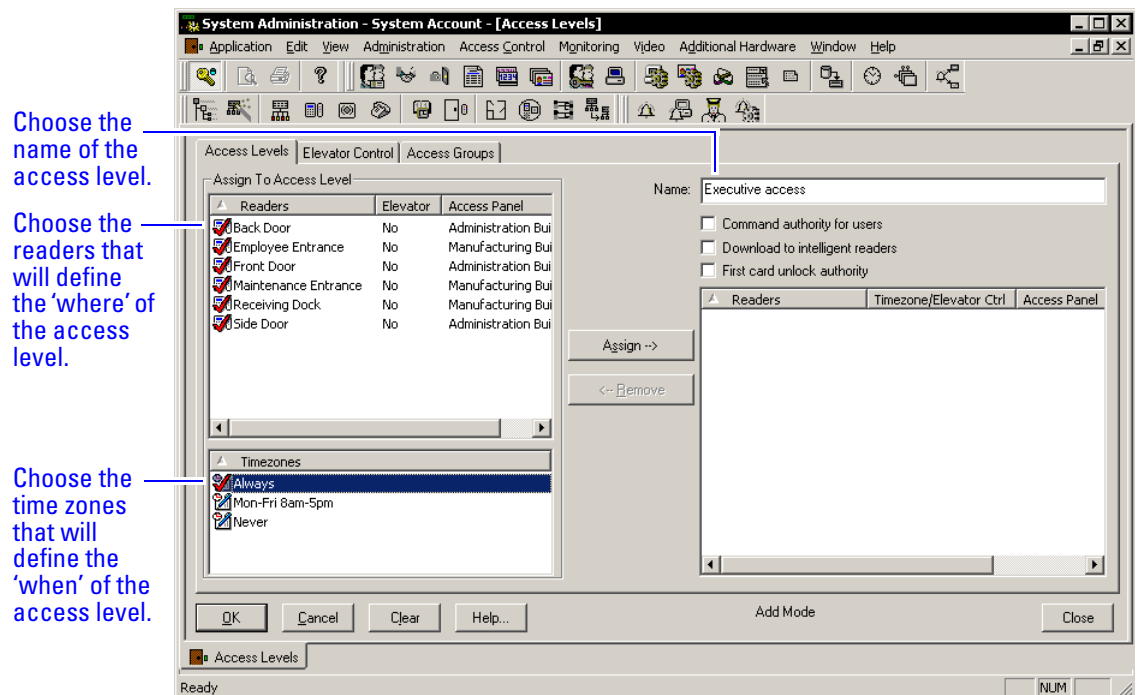 System Administration - System Account - [Access Levels]
Application Edit View Administration Access Control Monitoring Video Additional Hardware Window Help
Choose the
name of the
access level.
Choose the
readers that
will define
the ‘where’ of
the access
level.
Choose the
time zones
that will
define the
‘when’ of the
access level.
Access Levels Elevator Control Access Groups
Assign To Access Level
Readers Elevator Access Panel
Back Door No Administration Bui
Employee Entrance No Manufacturing Bui
Front Door No Administration Bui
Maintenance Entrance No Manufacturing Bui
Receiving Dock No Manufacturing Bui
Side Door No Administration Bui
Timezones
Always
Mon-Fri 8am-5pm
Never
Assign -->
<-- Remove
Name: Executive access
Command authority for users
Download to intelligent readers
First card unlock authority
Readers Timezone/Elevator Ctrl Access Panel
OK Cancel Clear Help... Add Mode Close
Access Levels
Ready NUM